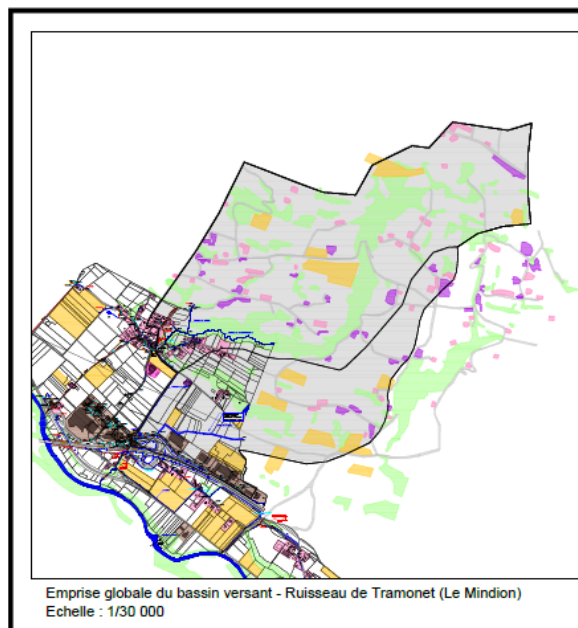 Emprise globale du bassin versant - Ruisseau de Tramonet (Le Mindion)
Echelle : 1/30 000